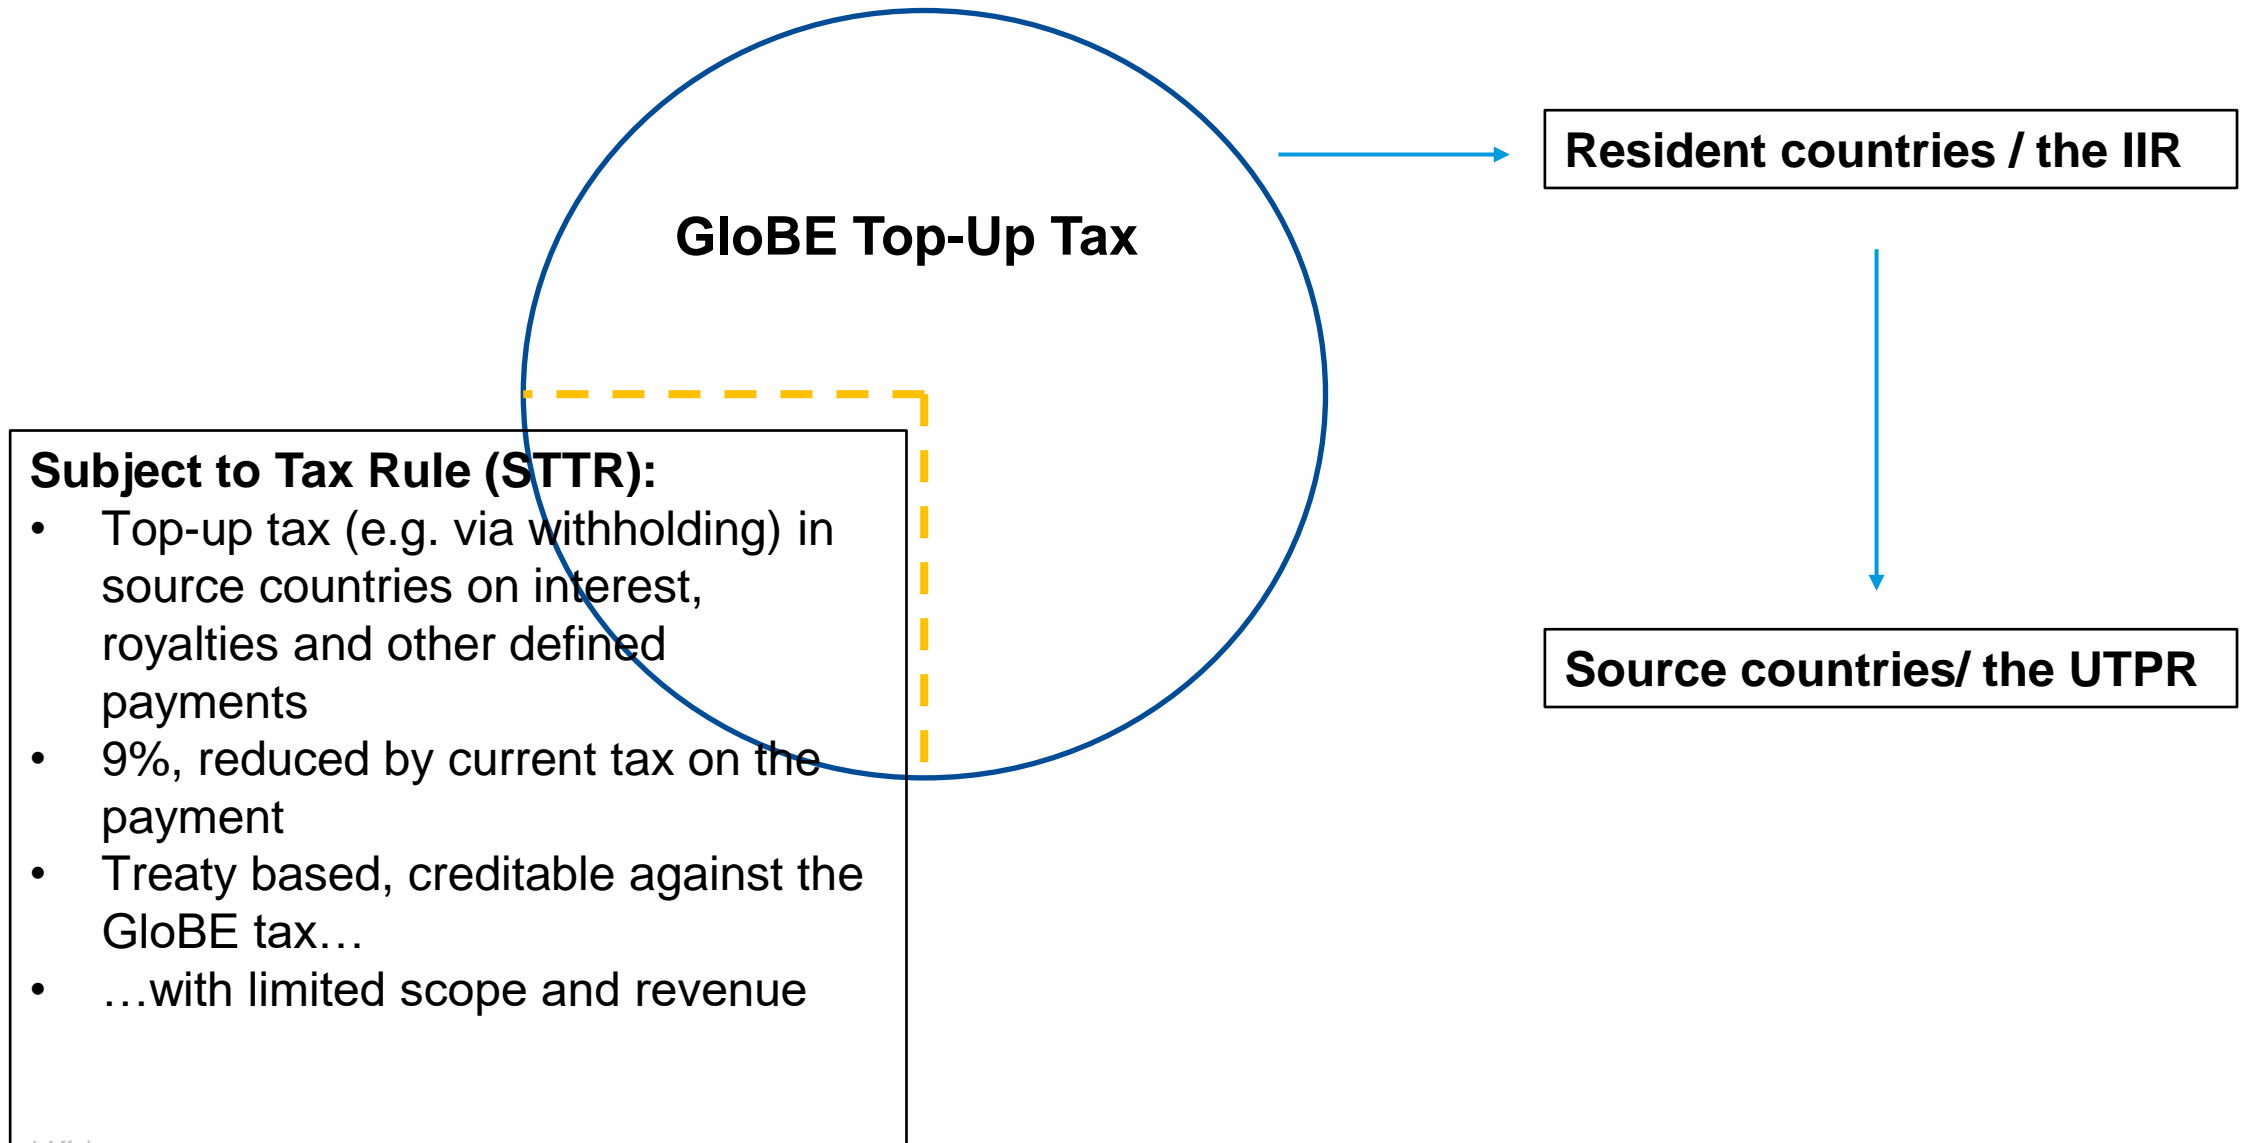 GloBE Top-Up Tax
Resident countries / the IIR
Source countries/ the UTPR
Subject to Tax Rule (STTR):
• Top-up tax (e.g. via withholding) in
source countries on interest,
royalties and other defined
payments
• 9%, reduced by current tax on the
payment
• Treaty based, creditable against the
GloBE tax…
• …with limited scope and revenue